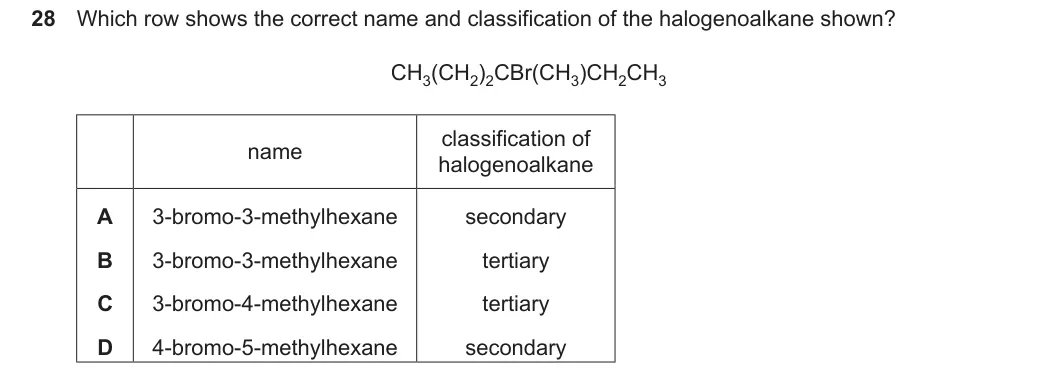 28 Which row shows the correct name and classification of the halogenoalkane shown?
CH₃(CH₂)₂CBr(CH₃)CH₂CH₃
name classification of
halogenoalkane
A 3-bromo-3-methylhexane secondary
B 3-bromo-3-methylhexane tertiary
C 3-bromo-4-methylhexane tertiary
D 4-bromo-5-methylhexane secondary